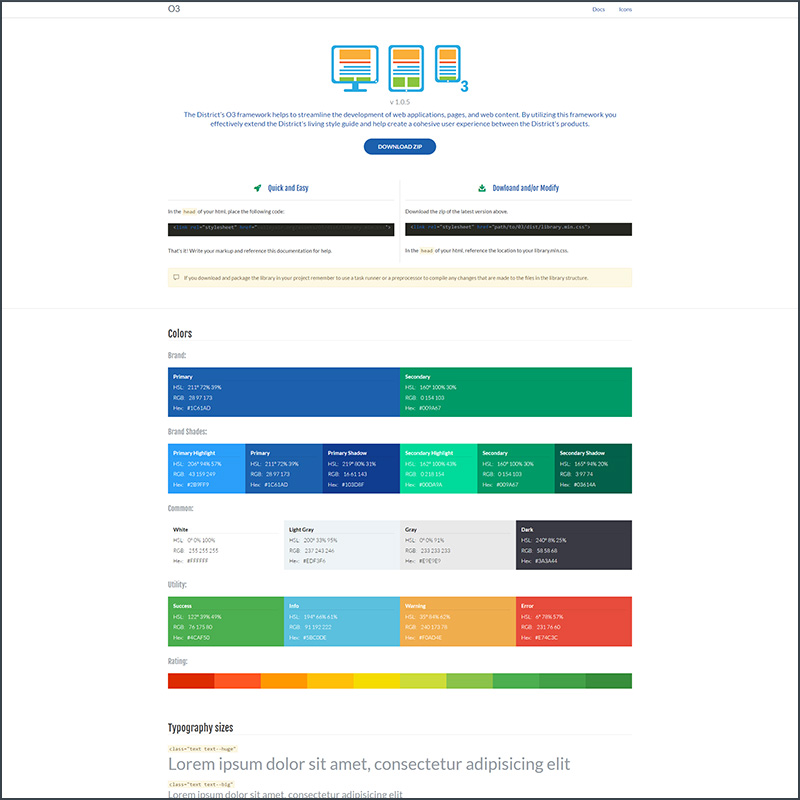 O3
Docs Icons
3
v 1.0.5
The District's O3 framework helps to streamline the development of web applications, pages, and web content. By utilizing this framework you
effectively extend the District's living style guide and help create a cohesive user experience between the District's products.
DOWNLOAD ZIP
Quick and Easy
In the head of your html, place the following code:
<link rel="stylesheet" href="
That's it! Write your markup and reference this documentation for help.
Dowloand and/or Modify
Download the zip of the latest version above.
<link rel="stylesheet" href="path/to/O3/dist/library.min.css">
In the head of your html, reference the location to your library.min.css.
If you download and package the library in your project remember to use a task runner or a preprocessor to compile any changes that are made to the files in the library structure.
Colors
Brand:
Primary
HSL: 211° 72% 39%
RGB: 28 97 173
Hex: #1C61AD
Secondary
HSL: 160° 100% 30%
RGB: 0 154 103
Hex: #009A67
Brand Shades:
Primary Highlight
HSL: 206° 94% 57%
RGB: 43 159 249
Hex: #2B9FF9
Primary
HSL: 211° 72% 39%
RGB: 28 97 173
Hex: #1C61AD
Primary Shadow
HSL: 219° 80% 31%
RGB: 16 61 143
Hex: #103D8F
Secondary Highlight
HSL: 162° 100% 43%
RGB: 0 218 154
Hex: #00DA9A
Secondary
HSL: 160° 100% 30%
RGB: 0 154 103
Hex: #009A67
Secondary Shadow
HSL: 165° 94% 20%
RGB: 3 97 74
Hex: #03614A
Common:
White
HSL: 0° 0% 100%
RGB: 255 255 255
Hex: #FFFFFF
Light Gray
HSL: 200° 33% 95%
RGB: 237 243 246
Hex: #EDF3F6
Gray
HSL: 0° 0% 91%
RGB: 233 233 233
Hex: #E9E9E9
Dark
HSL: 240° 8% 25%
RGB: 58 58 68
Hex: #3A3A44
Utility:
Success
HSL: 122° 39% 49%
RGB: 76 175 80
Hex: #4CAF50
Info
HSL: 194° 66% 61%
RGB: 91 192 222
Hex: #5BC0DE
Warning
HSL: 35° 84% 62%
RGB: 240 173 78
Hex: #F0AD4E
Error
HSL: 6° 78% 57%
RGB: 231 76 60
Hex: #E74C3C
Rating:
Typography sizes
class="text text--huge"
Lorem ipsum dolor sit amet, consectetur adipisicing elit
class="text text--big"
Lorem ipsum dolor sit amet, consectetur adipisicing elit